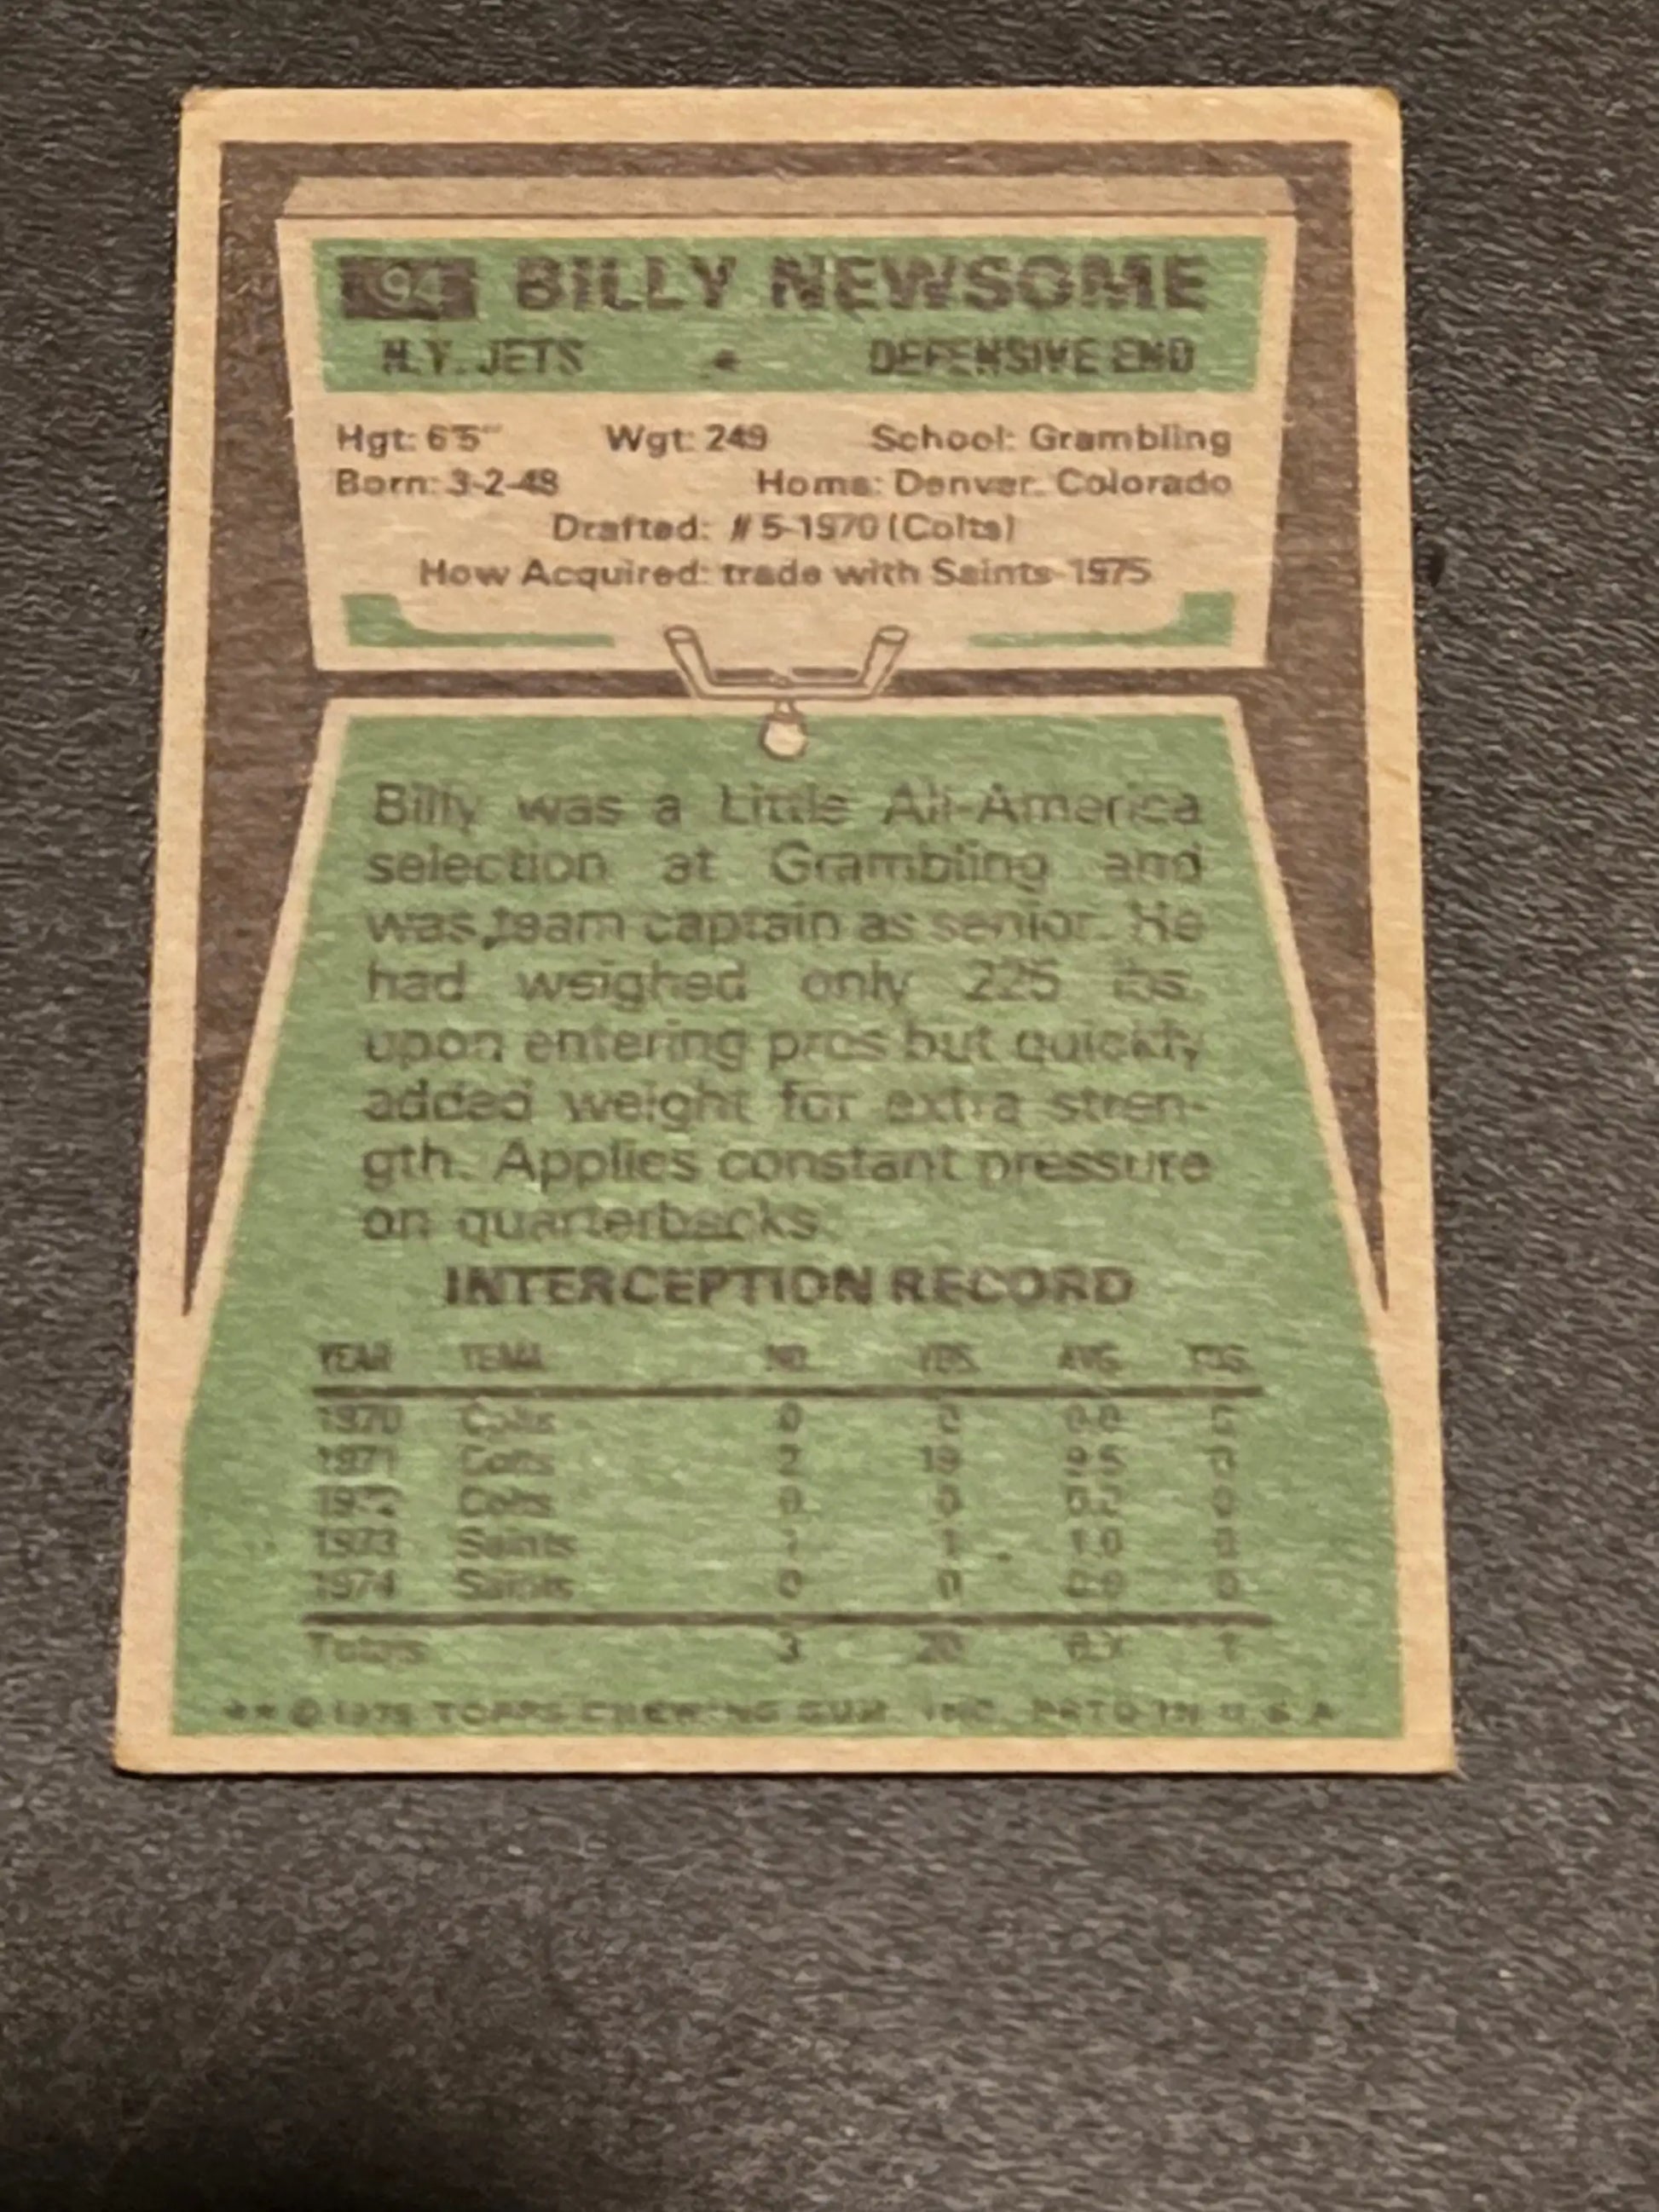 94 BILLY NEWSOME
N.Y. JETS • DEFENSIVE END
Hgt: 6'5" Wgt: 249 School: Grambling
Born: 3-2-48 Home: Denver, Colorado
Drafted: #5-1970 (Colts)
How Acquired: trade with Saints-1975
Billy was a Little All-America
selection at Grambling and
was team captain as senior. He
had weighed only 225 lbs.
upon entering pros but quickly
added weight for extra stren-
gth. Applies constant pressure
on quarterbacks.
INTERCEPTION RECORD
YEAR TEAM NO. YDS. AVG. TDS.
1970 Colts 0 0 0.0
1971 Colts 2 19 9.5
1972 Colts 0 0 0.0 0
1973 Saints 1 1 1.0
1974 Saints 0 0 0.0 0
Totals 3 20
** © 1975 TOPPS CHEWING GUM, INC. PRTD. IN U.S.A.